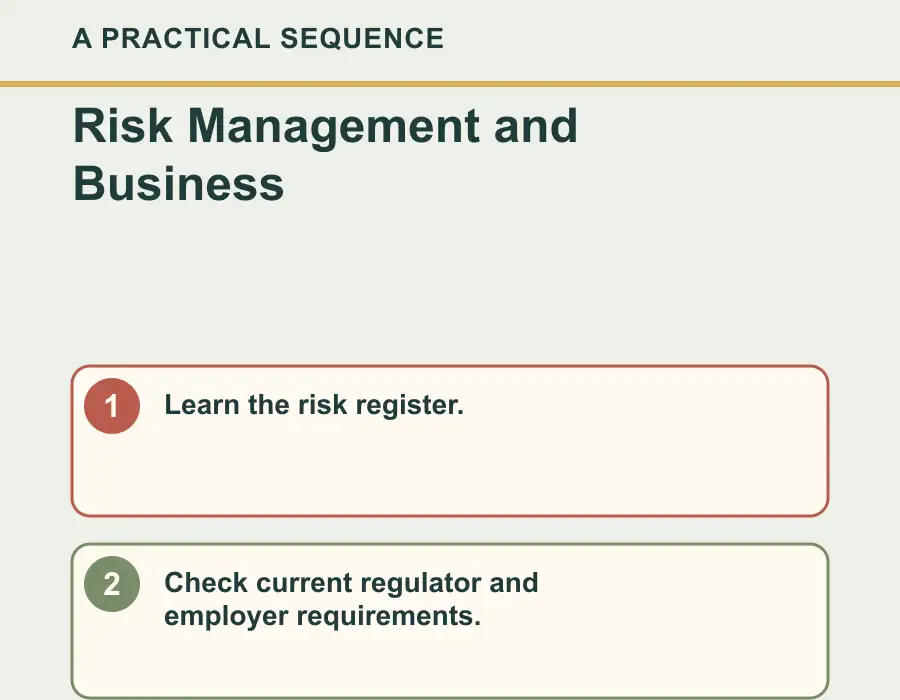 A PRACTICAL SEQUENCE
Risk Management and
Business
1
Learn the risk register.
2
Check current regulator and
employer requirements.